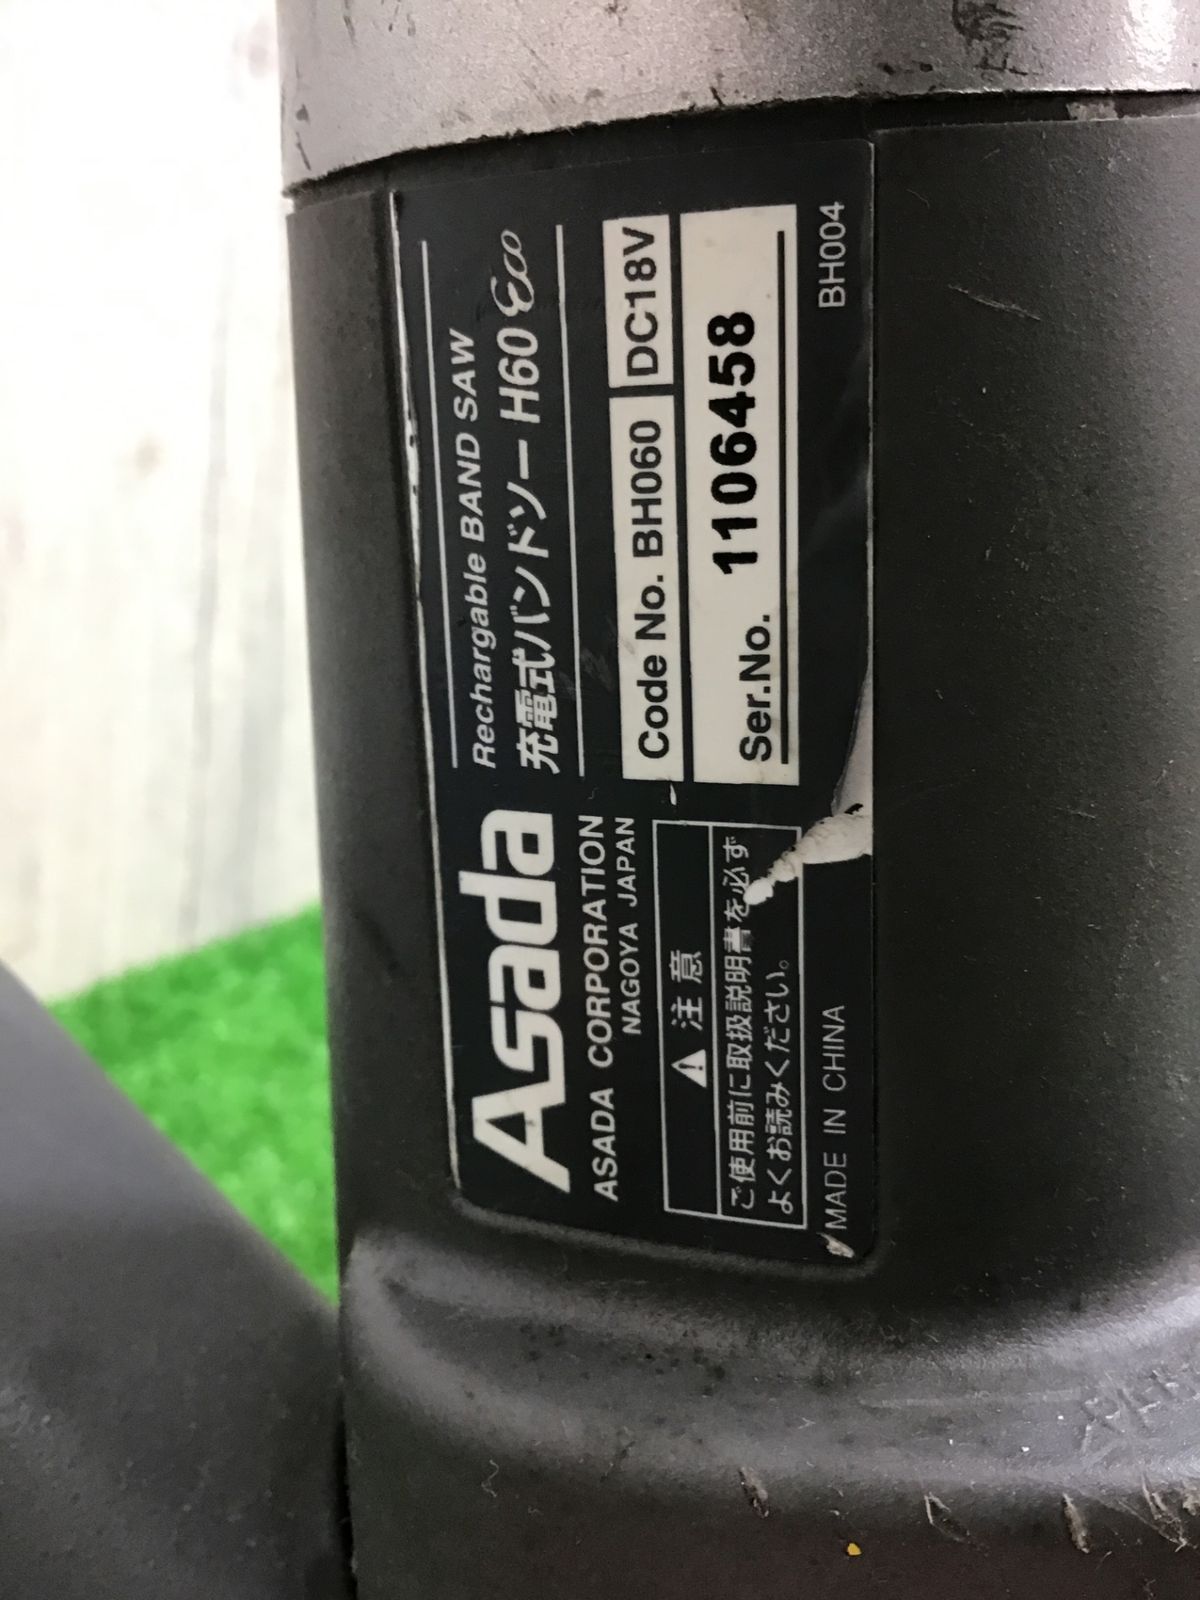 Asada
ASADA CORPORATION
NAGOYA JAPAN
Rechargable BAND SAW
充電式バンドソー H60 Eco
Code No. BH060
DC18V
Ser.No. 1106458
⚠ 注意
ご使用前に取扱説明書を必ず
よくお読みください。
MADE IN CHINA
BH004